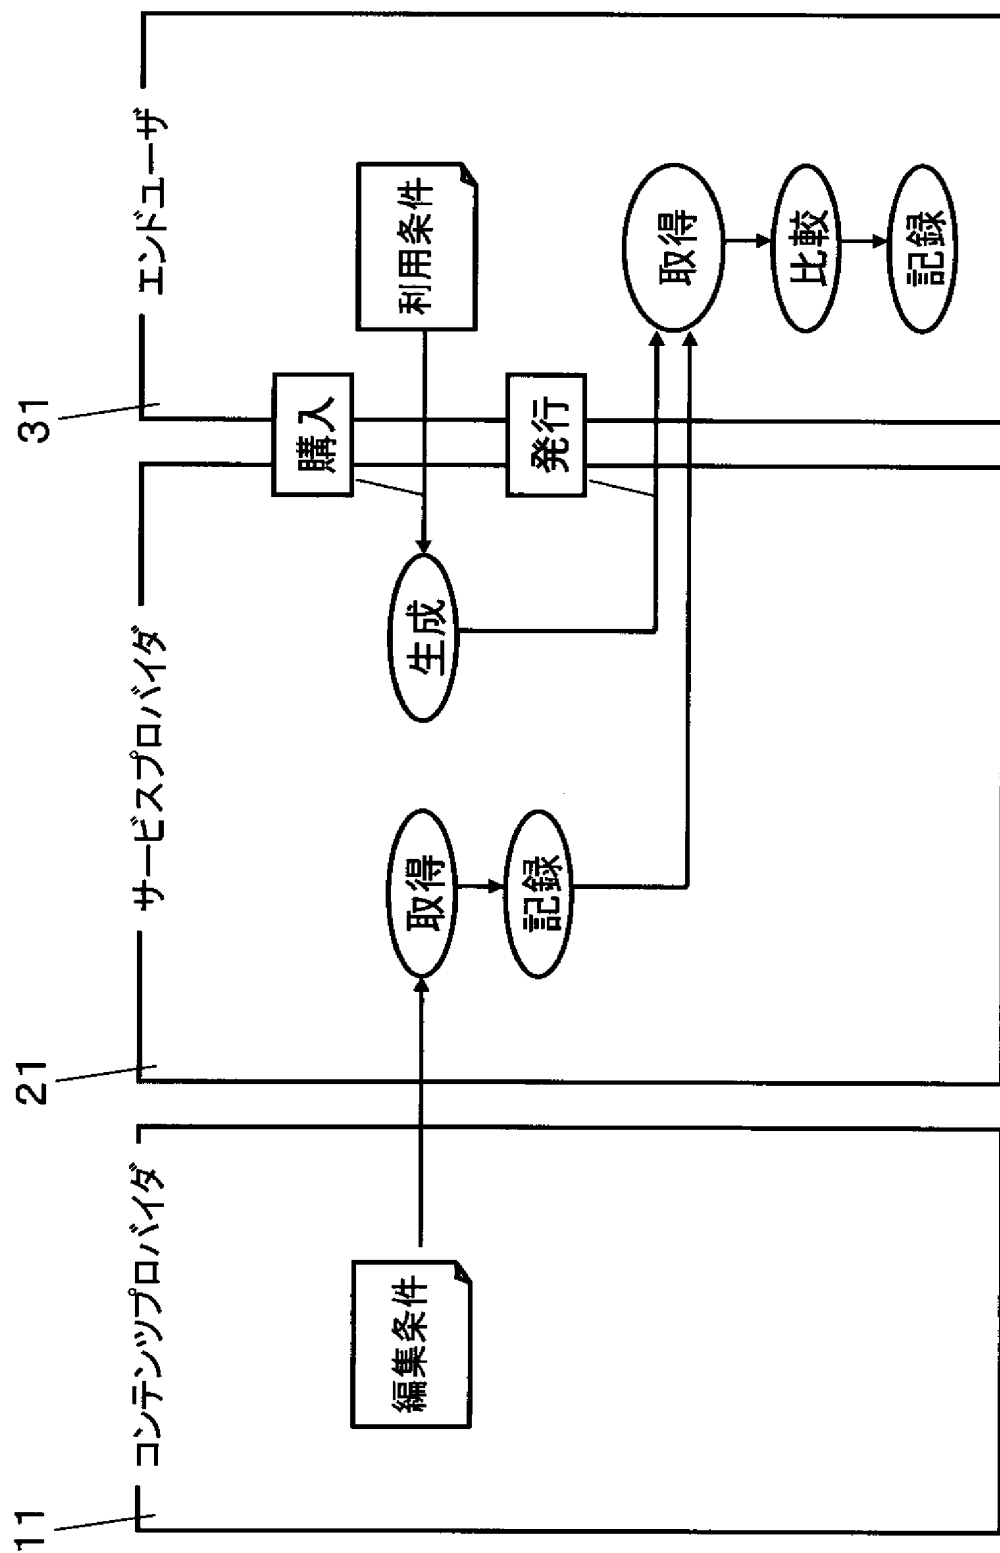 11
コンテンツプロバイダ
編集条件
21
サービスプロバイダ
取得
記録
生成
購入
発行
31
エンドユーザ
利用条件
取得
比較
記録